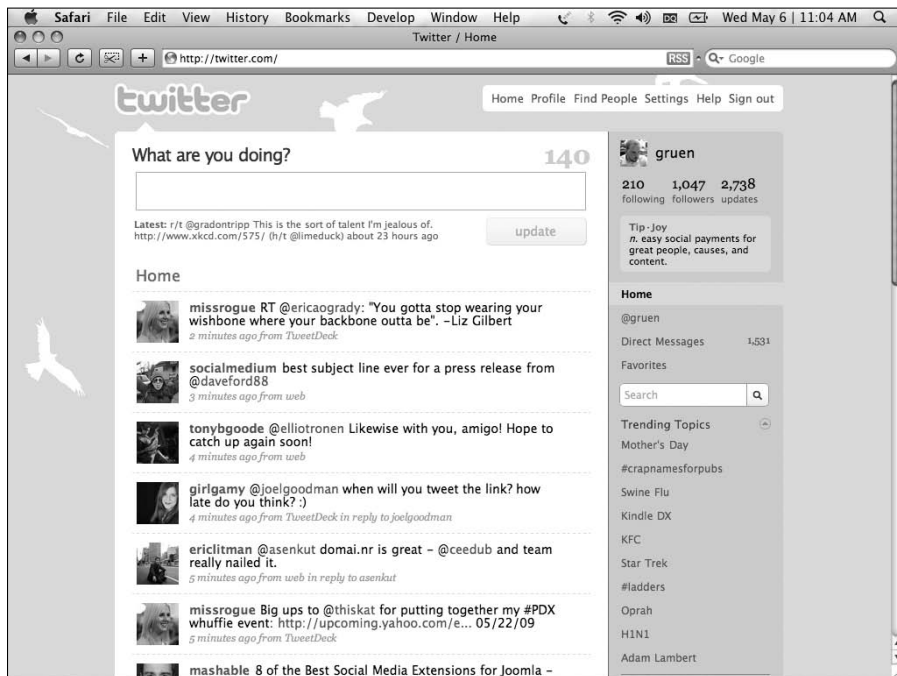 Safari File Edit View History Bookmarks Develop Window Help Wed May 6 | 11:04 AM
Twitter / Home
http://twitter.com/ RSS Google
twitter
Home Profile Find People Settings Help Sign out
What are you doing? 140
Latest: r/t @gradontripp This is the sort of talent I'm jealous of.
http://www.xkcd.com/575/ (h/t @limeduck) about 23 hours ago
update
Home
missrogue RT @ericaogrady: "You gotta stop wearing your
wishbone where your backbone outta be". -Liz Gilbert
2 minutes ago from TweetDeck
socialmedium best subject line ever for a press release from
@daveford88
3 minutes ago from web
tonybgoode @elliotronen Likewise with you, amigo! Hope to
catch up again soon!
4 minutes ago from web
girlgamy @joelgoodman when will you tweet the link? how
late do you think? :)
4 minutes ago from TweetDeck in reply to joelgoodman
ericlitman @asenkut domai.nr is great - @ceedub and team
really nailed it.
5 minutes ago from web in reply to asenkut
missrogue Big ups to @thiskat for putting together my #PDX
whuffie event: http://upcoming.yahoo.com/e... 05/22/09
5 minutes ago from TweetDeck
mashable 8 of the Best Social Media Extensions for Joomla -
gruen
210 1,047 2,738
following followers updates
Tip·Joy
n. easy social payments for
great people, causes, and
content.
Home
@gruen
Direct Messages 1,531
Favorites
Search
Trending Topics
Mother's Day
#crapnamesforpubs
Swine Flu
Kindle DX
KFC
Star Trek
#ladders
Oprah
H1N1
Adam Lambert